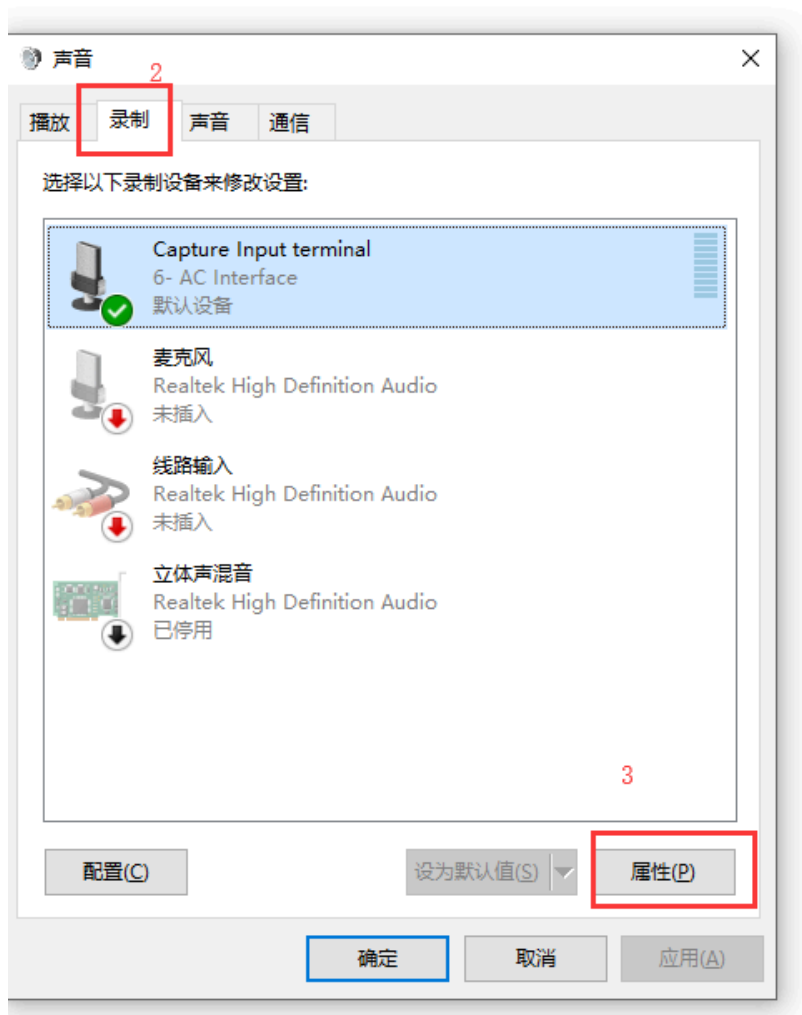 声音
2
播放 录制 声音 通信
选择以下录制设备来修改设置:
Capture Input terminal
6- AC Interface
默认设备
麦克风
Realtek High Definition Audio
未插入
线路输入
Realtek High Definition Audio
未插入
立体声混音
Realtek High Definition Audio
已停用
3
配置(C) 设为默认值(S) 属性(P)
确定 取消 应用(A)